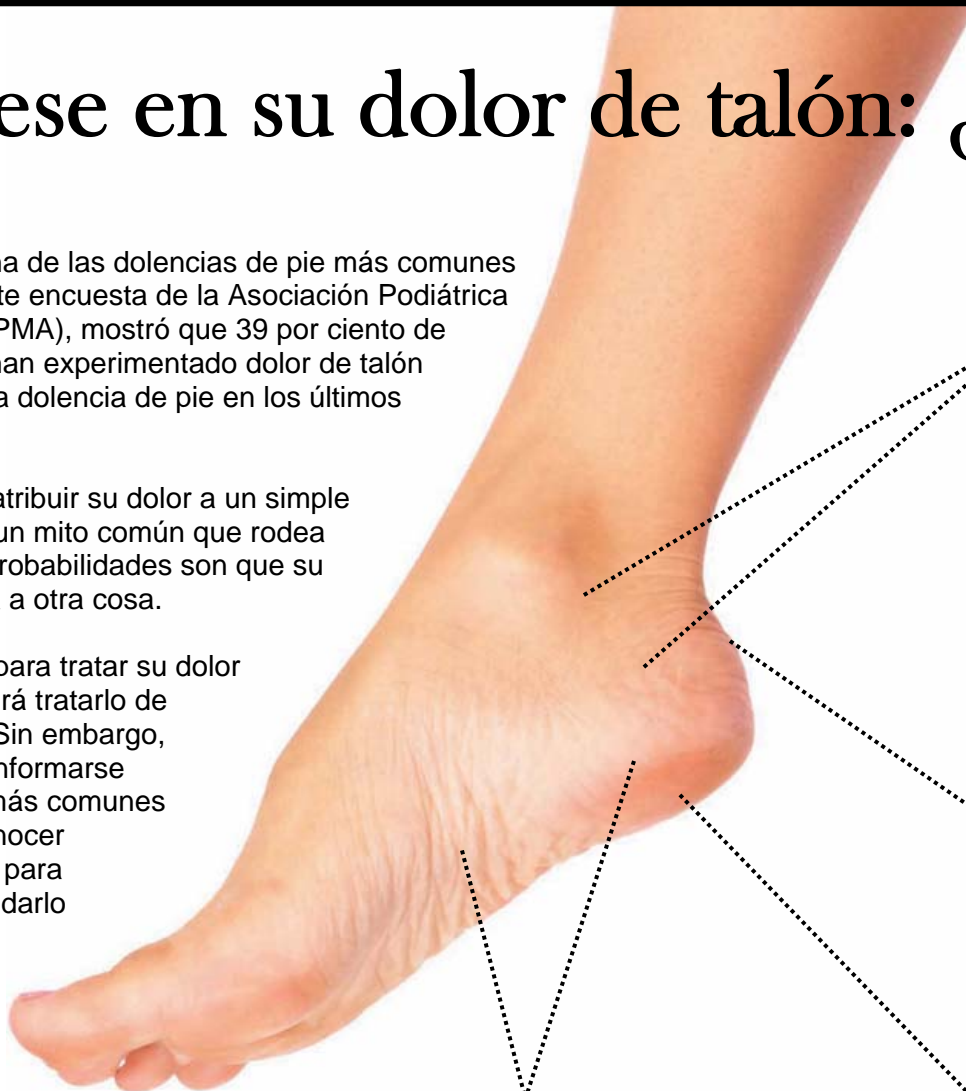 ese en su dolor de talón:
a de las dolencias de pie más comunes
te encuesta de la Asociación Podiátrica
PMA), mostró que 39 por ciento de
han experimentado dolor de talón
a dolencia de pie en los últimos
atribuir su dolor a un simple
un mito común que rodea
robabilidades son que su
a otra cosa.
para tratar su dolor
rá tratarlo de
Sin embargo,
nformarse
más comunes
nocer
para
darlo